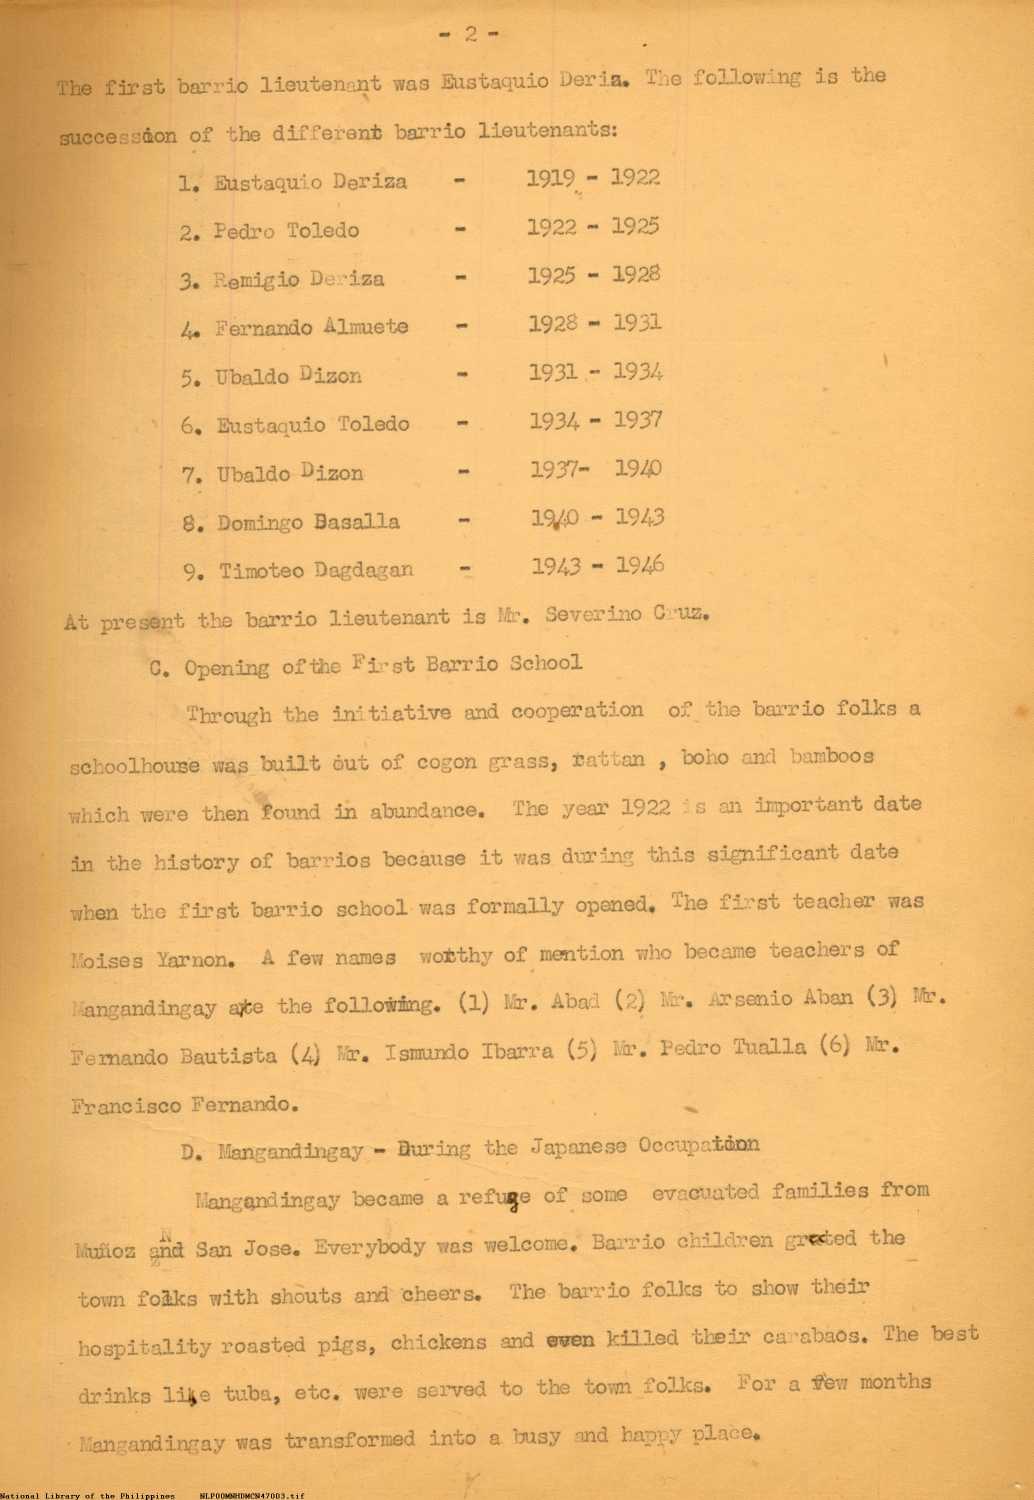 - 2 -
The first barrio lieutenant was Eustaquio Deria. The following is the
succession of the different barrio lieutenants:
1. Eustaquio Deriza - 1919 - 1922
2. Pedro Toledo - 1922 - 1925
3. Remigio Deriza - 1925 - 1928
4. Fernando Almuete - 1928 - 1931
5. Ubaldo Dizon - 1931 - 1934
6. Eustaquio Toledo - 1934 - 1937
7. Ubaldo Dizon - 1937- 1940
8. Domingo Basalla - 1940 - 1943
9. Timoteo Dagdagan - 1943 - 1946
At present the barrio lieutenant is Mr. Severino Cruz.
C. Opening of the First Barrio School
Through the initiative and cooperation of the barrio folks a
schoolhouse was built out of cogon grass, rattan , boho and bamboos
which were then found in abundance. The year 1922 is an important date
in the history of barrios because it was during this significant date
when the first barrio school was formally opened. The first teacher was
Moises Yarnon. A few names worthy of mention who became teachers of
Mangandingay are the following. (1) Mr. Abad (2) Mr. Arsenio Aban (3) Mr.
Fernando Bautista (4) Mr. Ismundo Ibarra (5) Mr. Pedro Tualla (6) Mr.
Francisco Fernando.
D. Mangandingay - During the Japanese Occupation
Mangandingay became a refuge of some evacuated families from
Muñoz and San Jose. Everybody was welcome. Barrio children greeted the
town folks with shouts and cheers. The barrio folks to show their
hospitality roasted pigs, chickens and even killed their carabaos. The best
drinks like tuba, etc. were served to the town folks. For a few months
Mangandingay was transformed into a busy and happy place.
National Library of the Philippines NLPOOMNHDMCN47003.tif